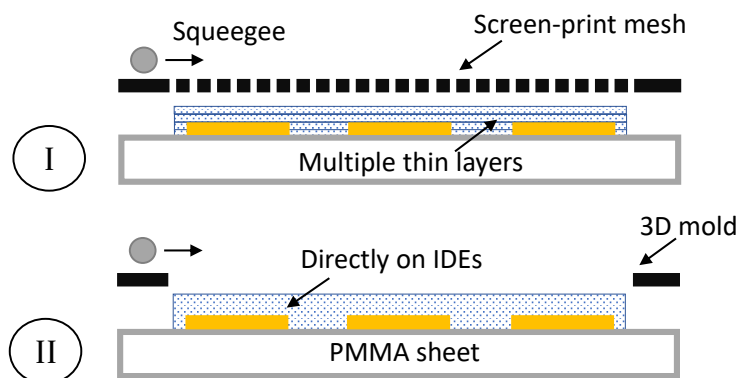 Squeegee
Screen-print mesh
I
Multiple thin layers
3D mold
Directly on IDEs
II
PMMA sheet